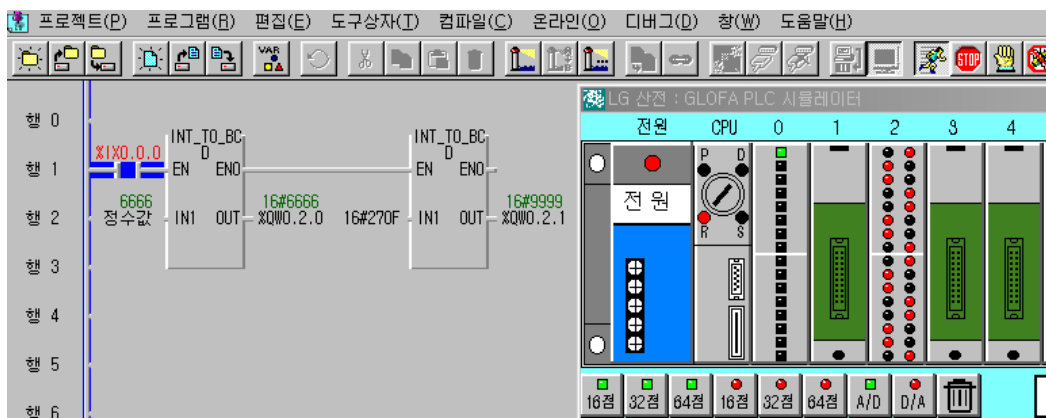 프로젝트(P) 프로그램(R) 편집(E) 도구상자(T) 컴파일(C) 온라인(O) 디버그(D) 창(W) 도움말(H)
VAR
STOP
LG 산전 : GLOFA PLC 시뮬레이터
전원 CPU 0 1 2 3 4
P D
전 원
R S
행 0
INT_TO_BC
D
INT_TO_BC
D
%IX0.0.0
행 1
EN ENO
EN ENO
6666
16#6666
16#9999
행 2
정수값
IN1 OUT
%QW0.2.0
16#270F
IN1 OUT
%QW0.2.1
행 3
행 4
행 5
행 6
16점 32점 64점 16점 32점 64점 A/D D/A